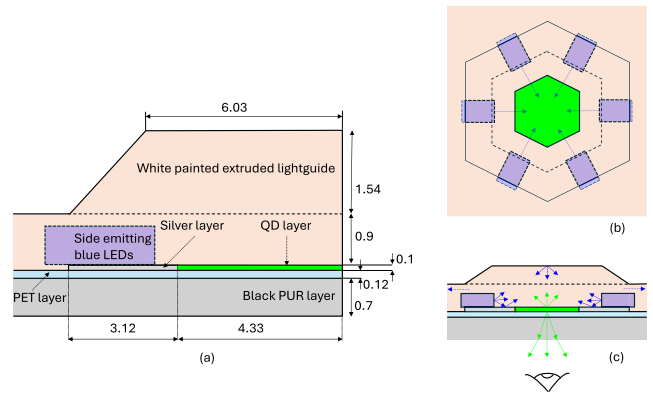 6.03
White painted extruded lightguide
1.54
Silver layer
QD layer
0.9
Side emitting
blue LEDs
0.1
PET layer
0.12
Black PUR layer
0.7
3.12
4.33
(a)
(b)
(c)